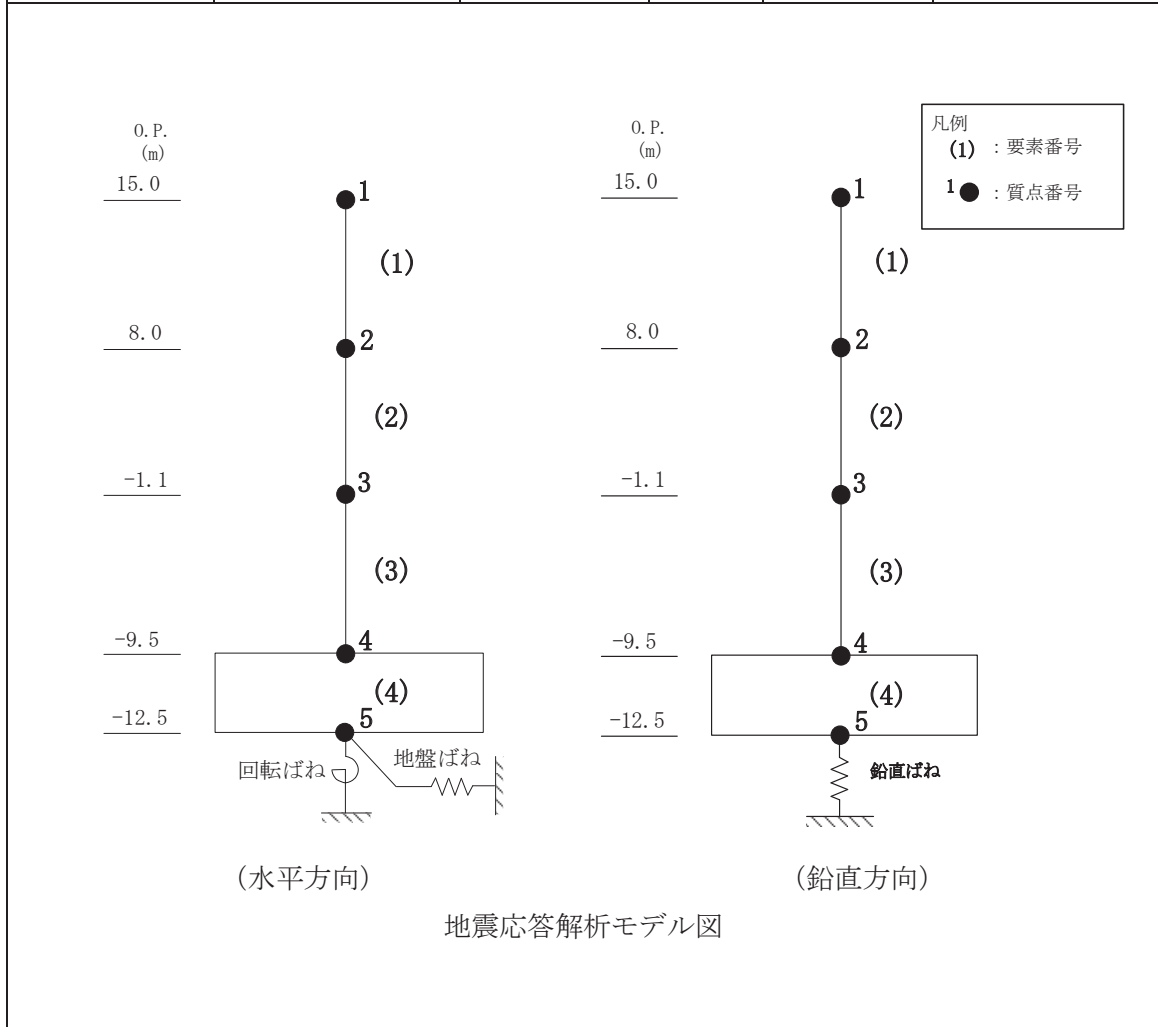 O.P.
(m)
15.0
8.0
-1.1
-9.5
-12.5
1
(1)
2
(2)
3
(3)
4
(4)
5
回転ばね
地盤ばね
(水平方向)
O.P.
(m)
15.0
8.0
-1.1
-9.5
-12.5
1
(1)
2
(2)
3
(3)
4
(4)
5
鉛直ばね
(鉛直方向)
凡例
(1) : 要素番号
1 ● : 質点番号
地震応答解析モデル図